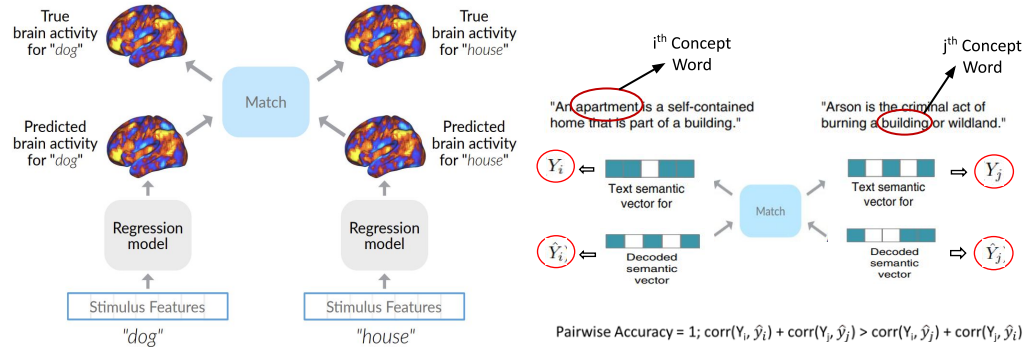 True
brain activity
for "dog"
True
brain activity
for "house"
Match
Predicted
brain activity
for "dog"
Predicted
brain activity
for "house"
Regression
model
Regression
model
Stimulus Features
Stimulus Features
"dog"
"house"
iᵗʰ Concept
Word
jᵗʰ Concept
Word
"An apartment is a self-contained
home that is part of a building."
"Arson is the criminal act of
burning a building or wildland."
Yᵢ
Text semantic
vector for
Match
Text semantic
vector for
Yⱼ
Ŷᵢ
Decoded
semantic
vector
Decoded
semantic
vector
Ŷⱼ
Pairwise Accuracy = 1; corr(Yᵢ, ŷᵢ) + corr(Yⱼ, ŷⱼ) > corr(Yᵢ, ŷⱼ) + corr(Yⱼ, ŷᵢ)